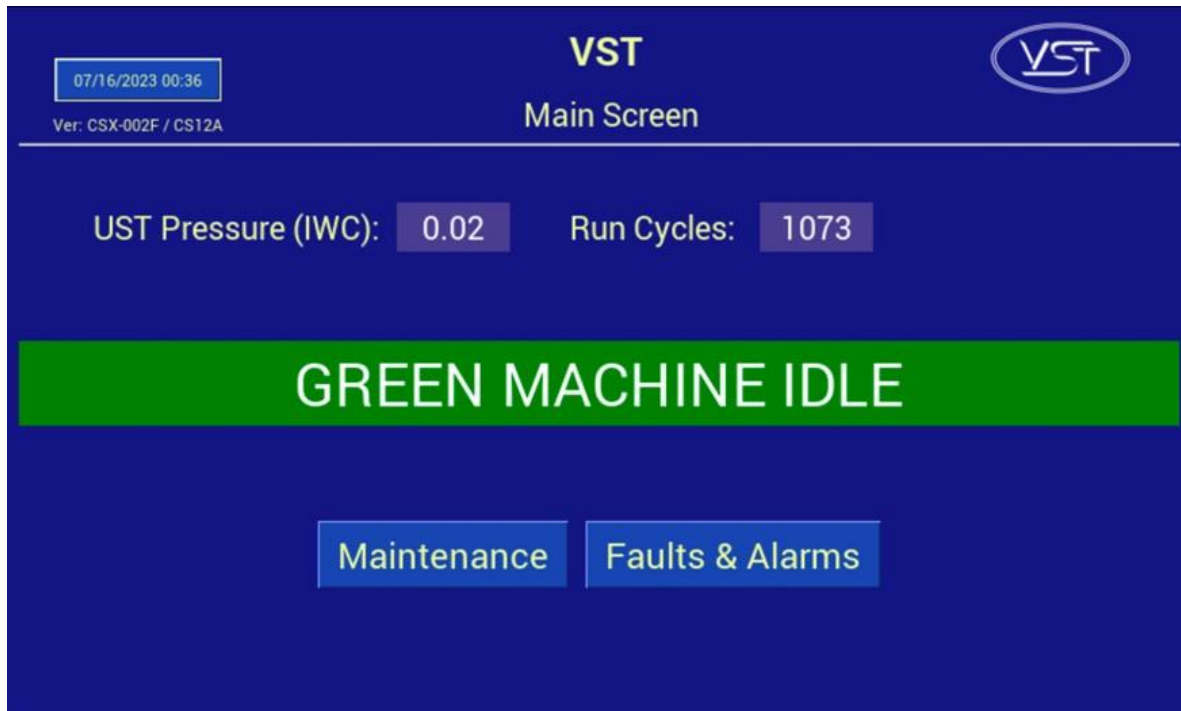 VST
VST
07/16/2023 00:36
Main Screen
Ver: CSX-002F / CS12A
UST Pressure (IWC): 0.02 Run Cycles: 1073
GREEN MACHINE IDLE
Maintenance Faults & Alarms